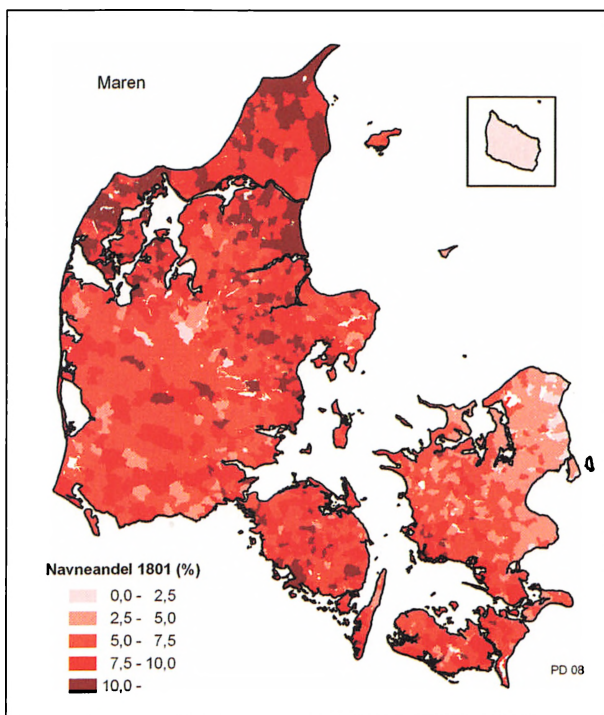 Maren
Navneandel 1801 (%)
0,0 - 2,5
2,5 - 5,0
5,0 - 7,5
7,5 - 10,0
10,0 -
PD 08